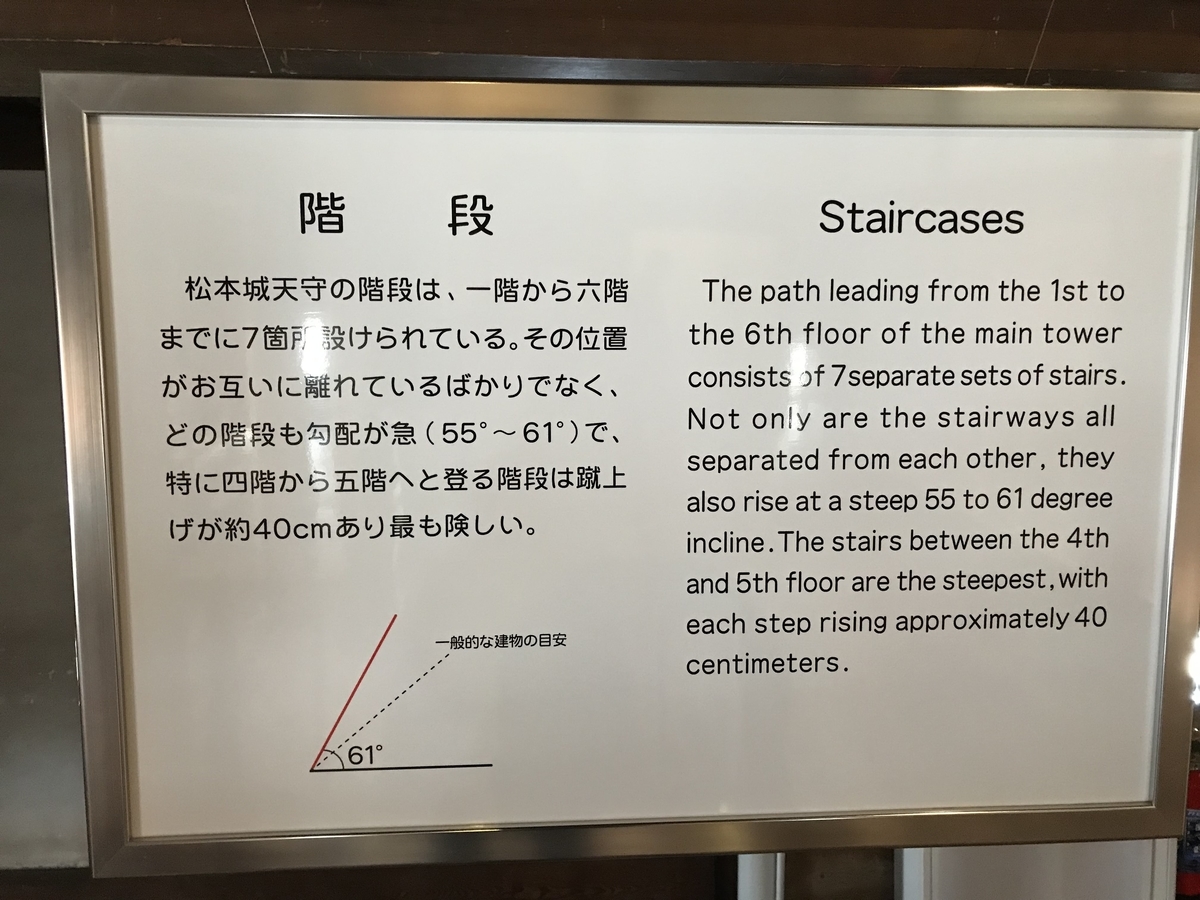 階 段
松本城天守の階段は、一階から六階
までに7箇所設けられている。その位置
がお互いに離れているばかりでなく、
どの階段も勾配が急(55°～61°)で、
特に四階から五階へと登る階段は蹴上
げが約40cmあり最も険しい。
一般的な建物の目安
61°
Staircases
The path leading from the 1st to
the 6th floor of the main tower
consists of 7separate sets of stairs.
Not only are the stairways all
separated from each other, they
also rise at a steep 55 to 61 degree
incline. The stairs between the 4th
and 5th floor are the steepest, with
each step rising approximately 40
centimeters.